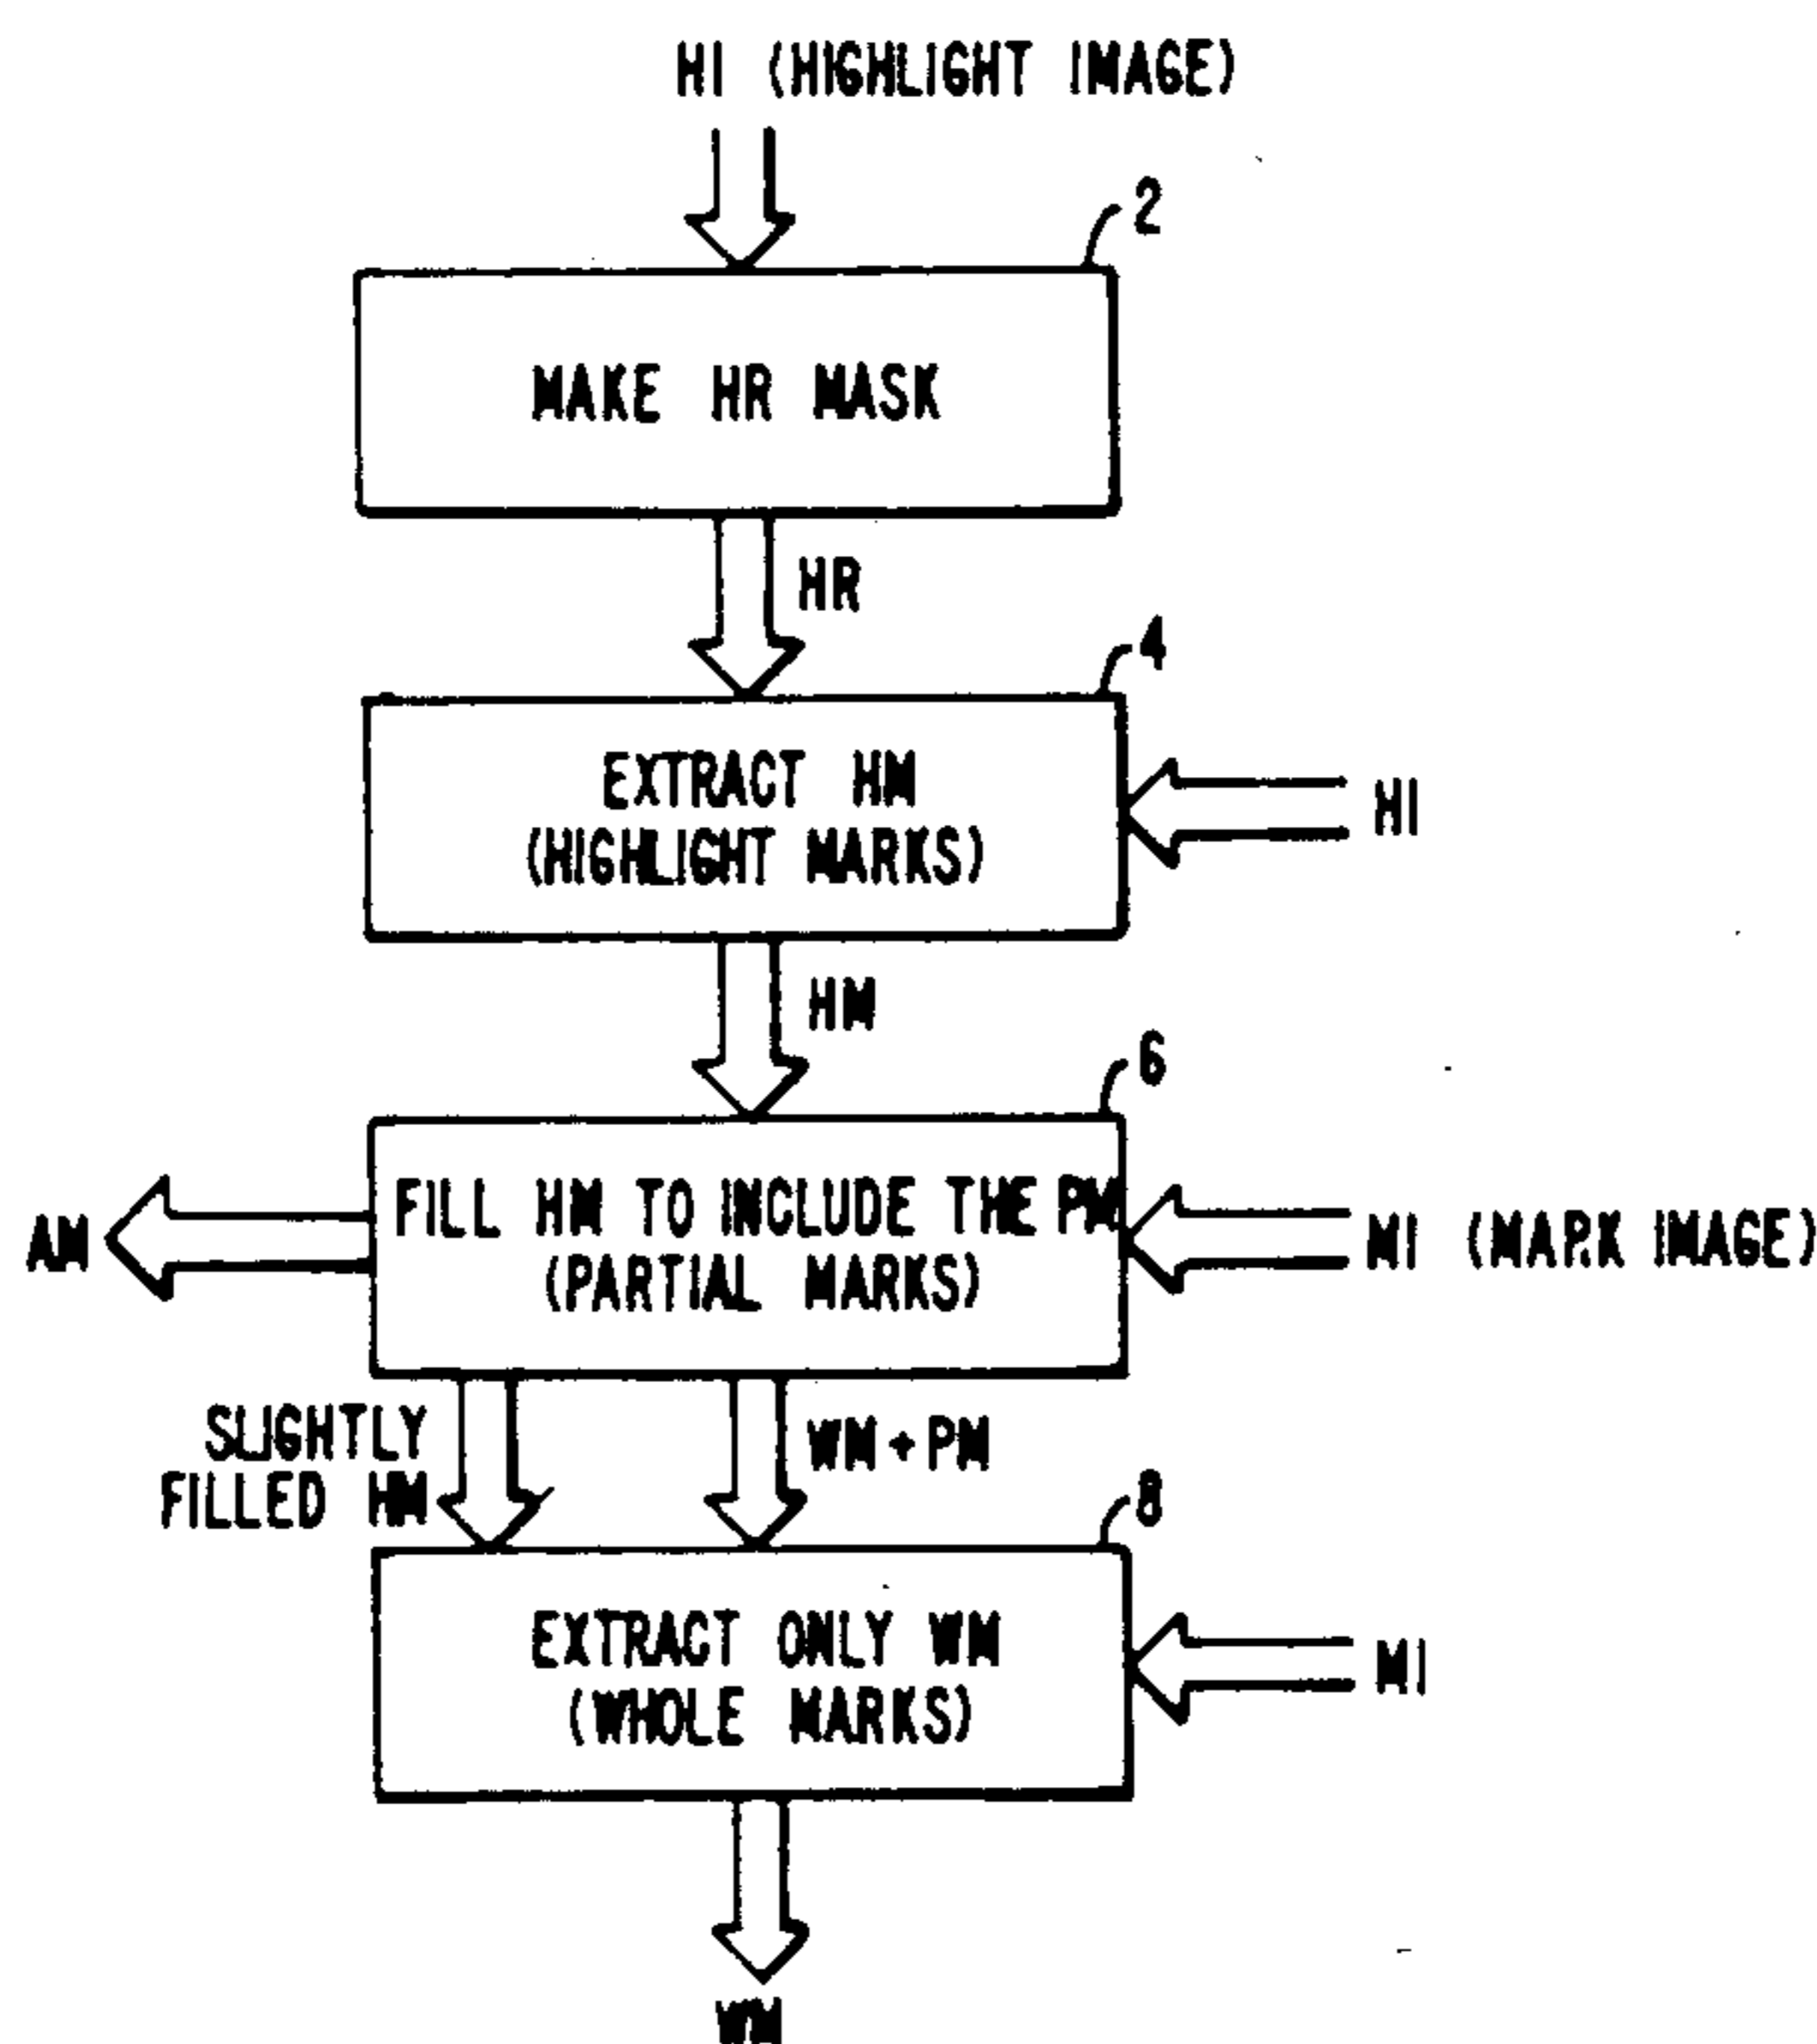 HI (HIGHLIGHT IMAGE)
2
MAKE HR MASK
HR
4
EXTRACT HM
(HIGHLIGHT MARKS)
HI
HM
6
FILL HM TO INCLUDE THE PM
(PARTIAL MARKS)
AM
MI (MARK IMAGE)
SLIGHTLY
FILLED HM
WM + PM
8
EXTRACT ONLY WM
(WHOLE MARKS)
MI
WM